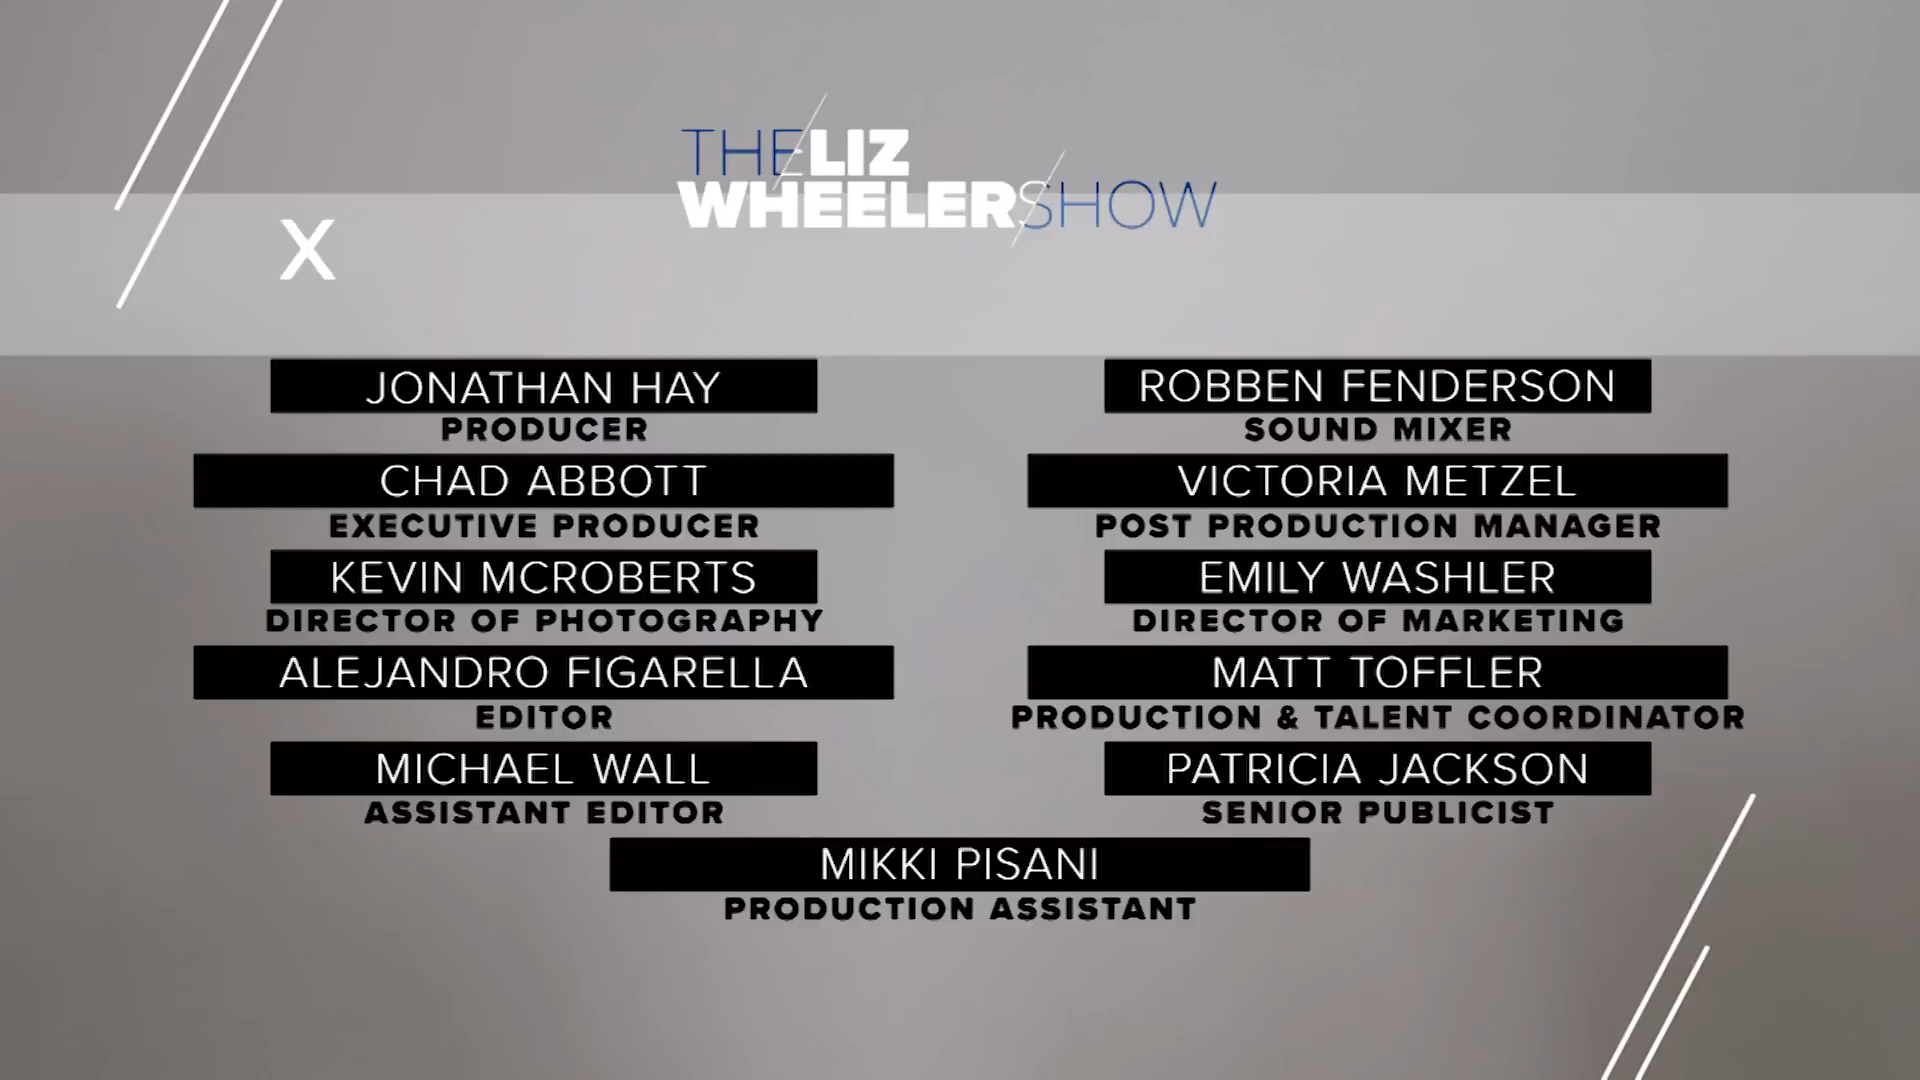 THE LIZ
WHEELER SHOW
X
JONATHAN HAY
PRODUCER
CHAD ABBOTT
EXECUTIVE PRODUCER
KEVIN MCROBERTS
DIRECTOR OF PHOTOGRAPHY
ALEJANDRO FIGARELLA
EDITOR
MICHAEL WALL
ASSISTANT EDITOR
ROBBEN FENDERSON
SOUND MIXER
VICTORIA METZEL
POST PRODUCTION MANAGER
EMILY WASHLER
DIRECTOR OF MARKETING
MATT TOFFLER
PRODUCTION & TALENT COORDINATOR
PATRICIA JACKSON
SENIOR PUBLICIST
MIKKI PISANI
PRODUCTION ASSISTANT